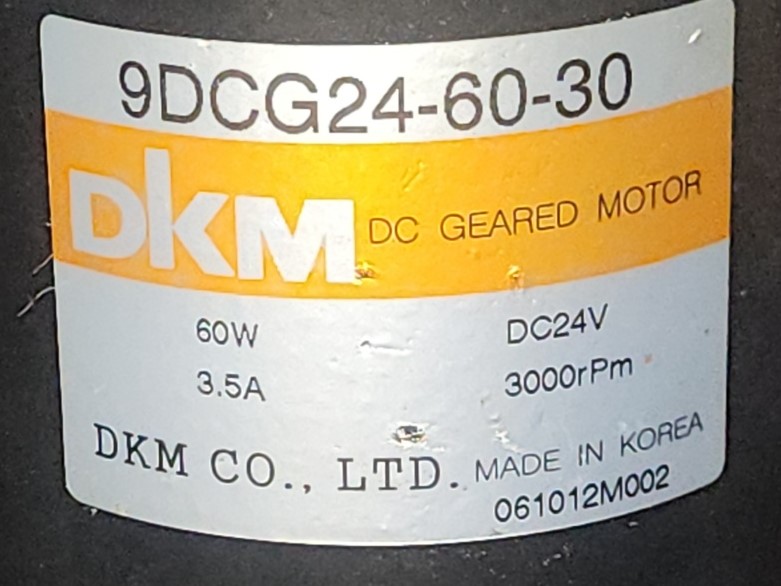 9DCG24-60-30
DKM DC GEARED MOTOR
60W DC24V
3.5A 3000rPm
DKM CO., LTD. MADE IN KOREA
061012M002